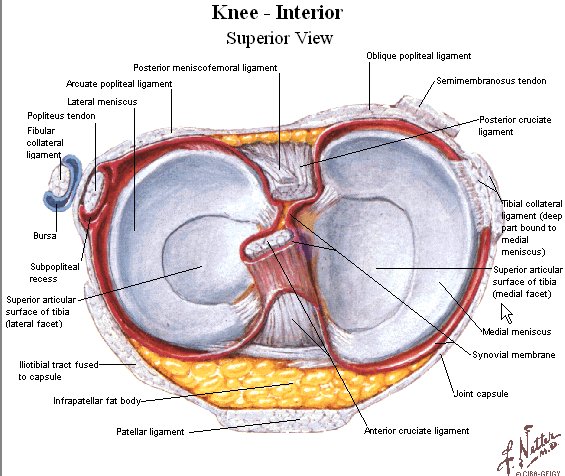 Knee - Interior
Superior View
Oblique popliteal ligament
Posterior meniscofemoral ligament
Semimembranosus tendon
Arcuate popliteal ligament
Lateral meniscus
Popliteus tendon
Posterior cruciate
ligament
Fibular
collateral
ligament
Tibial collateral
ligament (deep
part bound to
medial
meniscus)
Bursa
Subpopliteal
recess
Superior articular
surface of tibia
(medial facet)
Superior articular
surface of tibia
(lateral facet)
Medial meniscus
Synovial membrane
Iliotibial tract fused
to capsule
Joint capsule
Infrapatellar fat body
Patellar ligament
Anterior cruciate ligament
F. Netter
M.D.
© CIBA-GEIGY